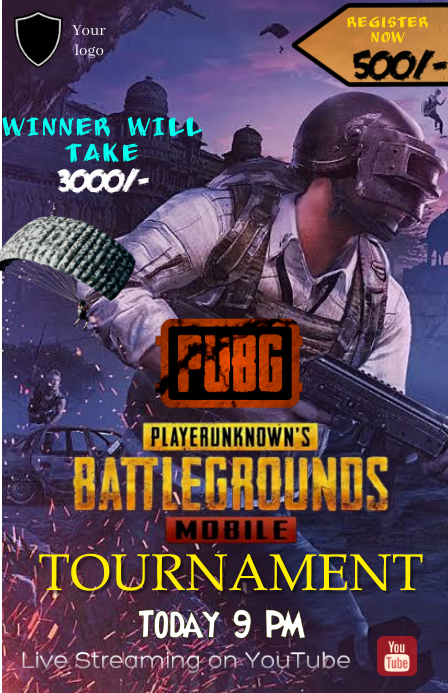 Your
logo
REGISTER
NOW
500/-
WINNER WILL
TAKE
3000/-
PUBG
PLAYERUNKNOWN'S
BATTLEGROUNDS
MOBILE
TOURNAMENT
TODAY 9 PM
Live Streaming on YouTube
You
Tube